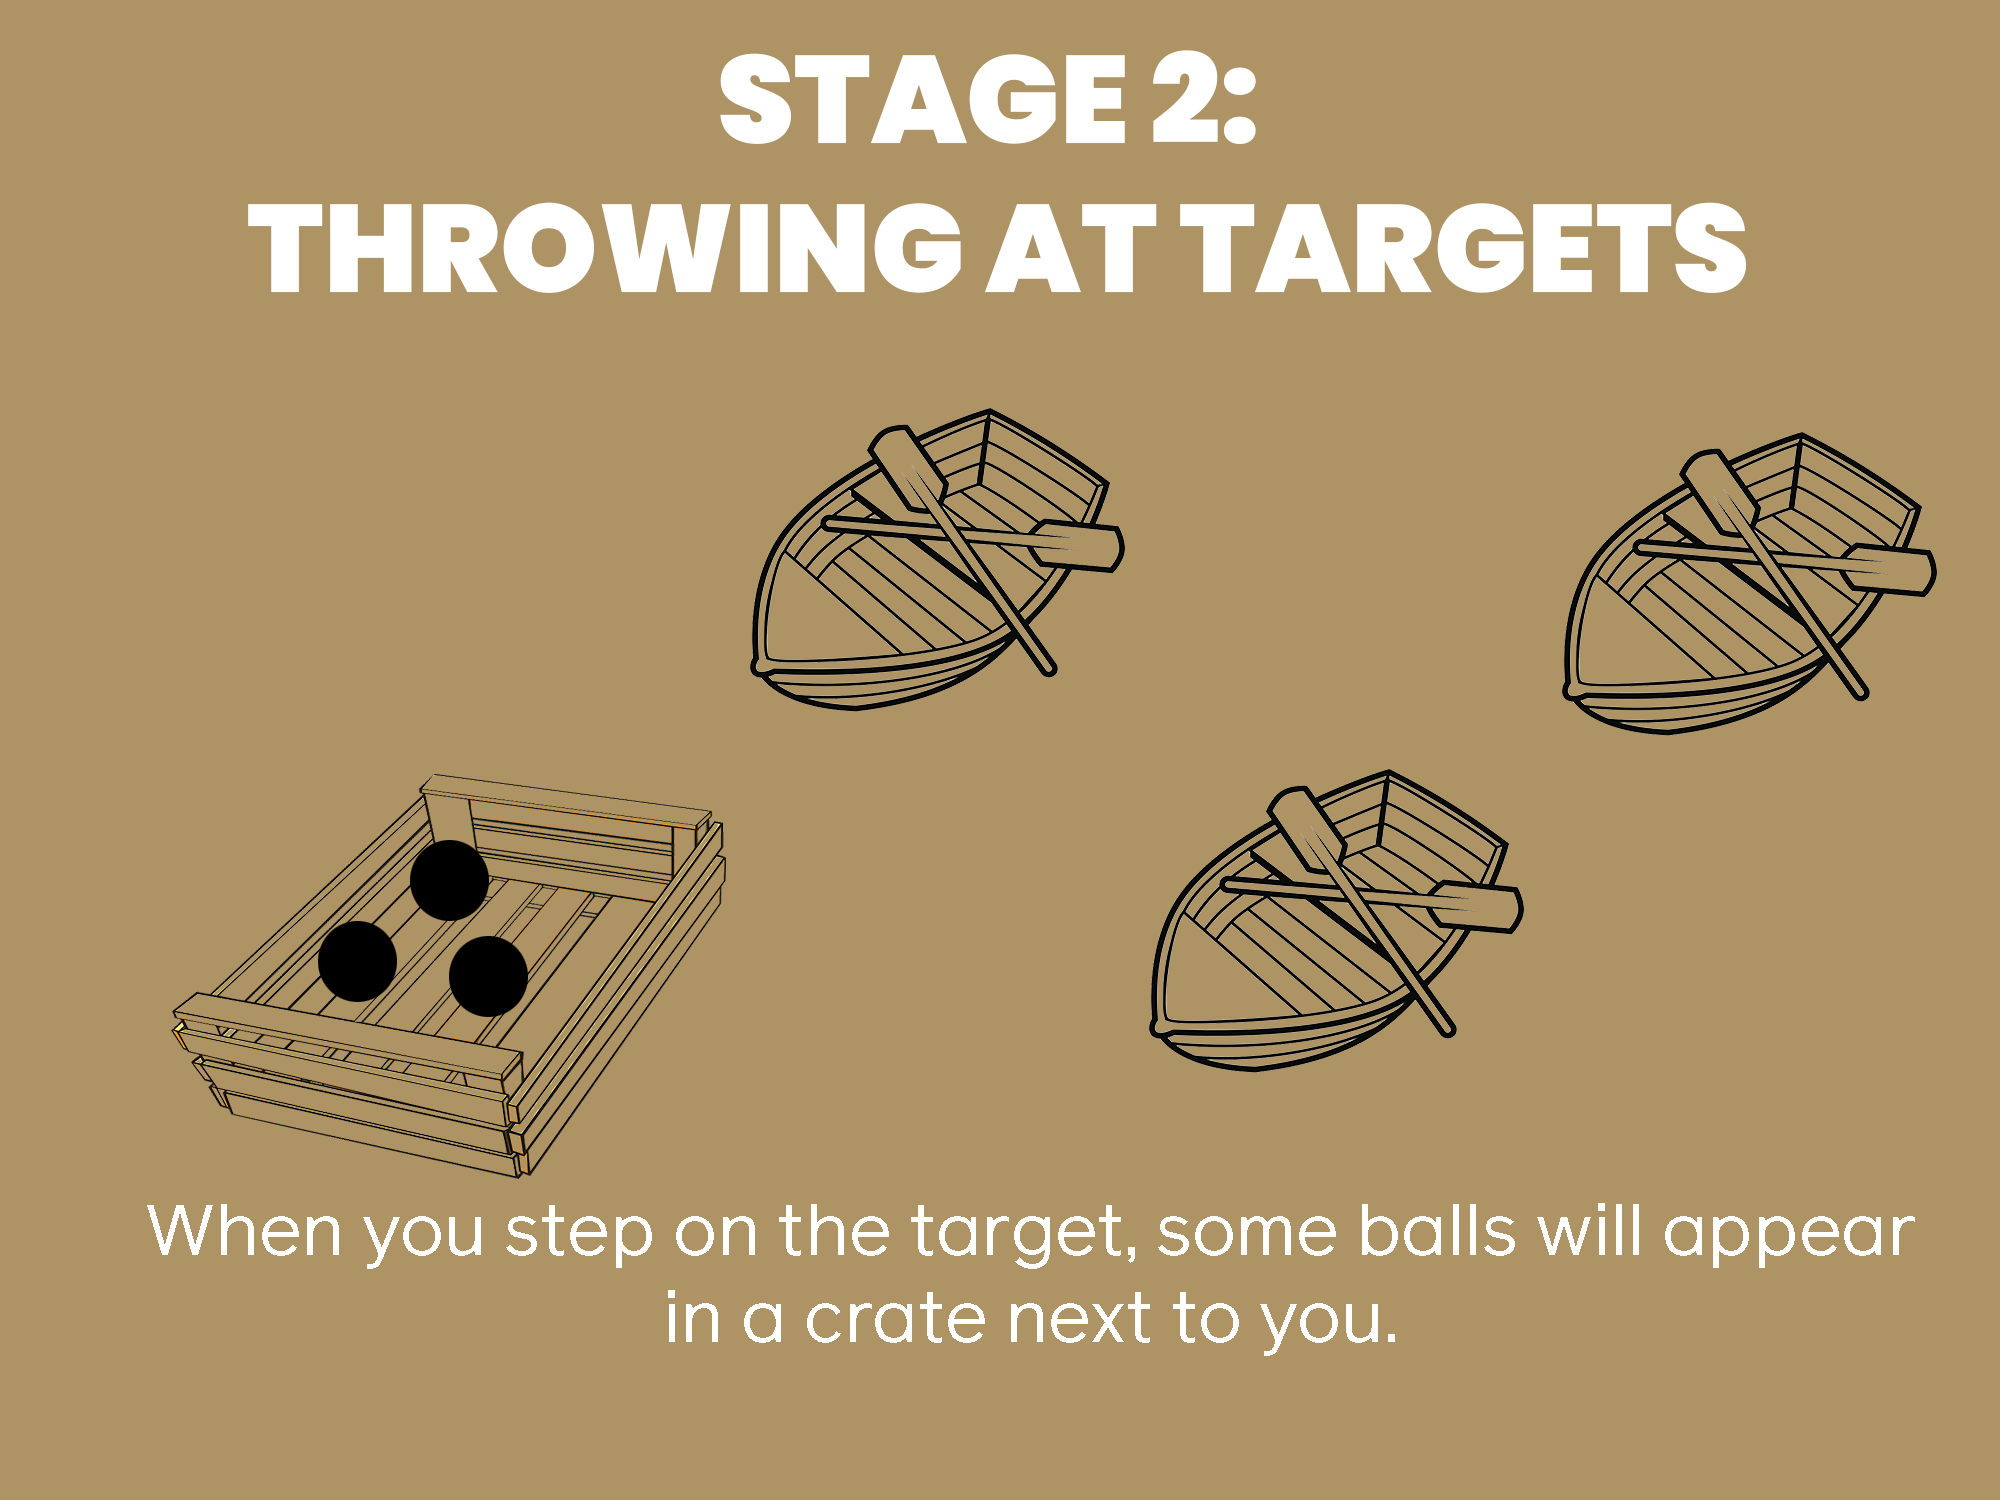 STAGE 2:
THROWING AT TARGETS
When you step on the target, some balls will appear
in a crate next to you.